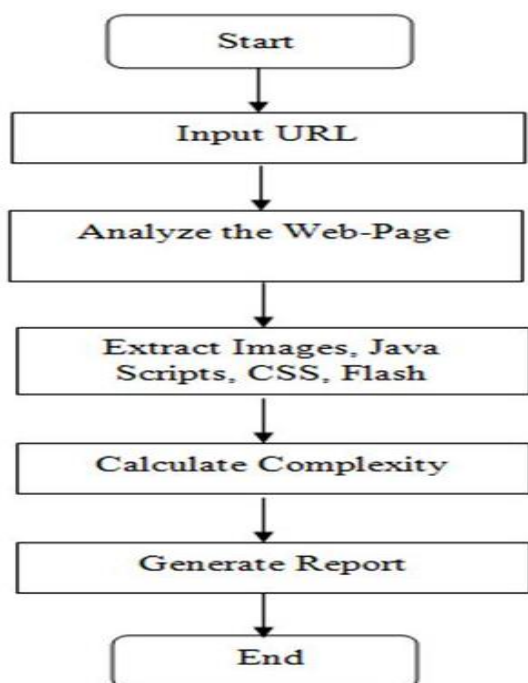 Start
Input URL
Analyze the Web-Page
Extract Images, Java
Scripts, CSS, Flash
Calculate Complexity
Generate Report
End